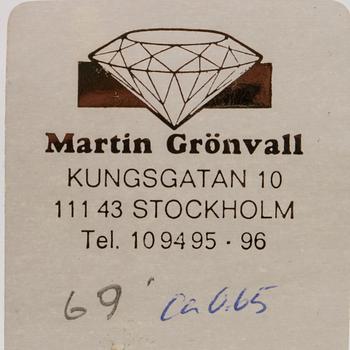 Martin Grönvall
KUNGSGATAN 10
111 43 STOCKHOLM
Tel. 10 94 95 - 96
69 ca 0.65